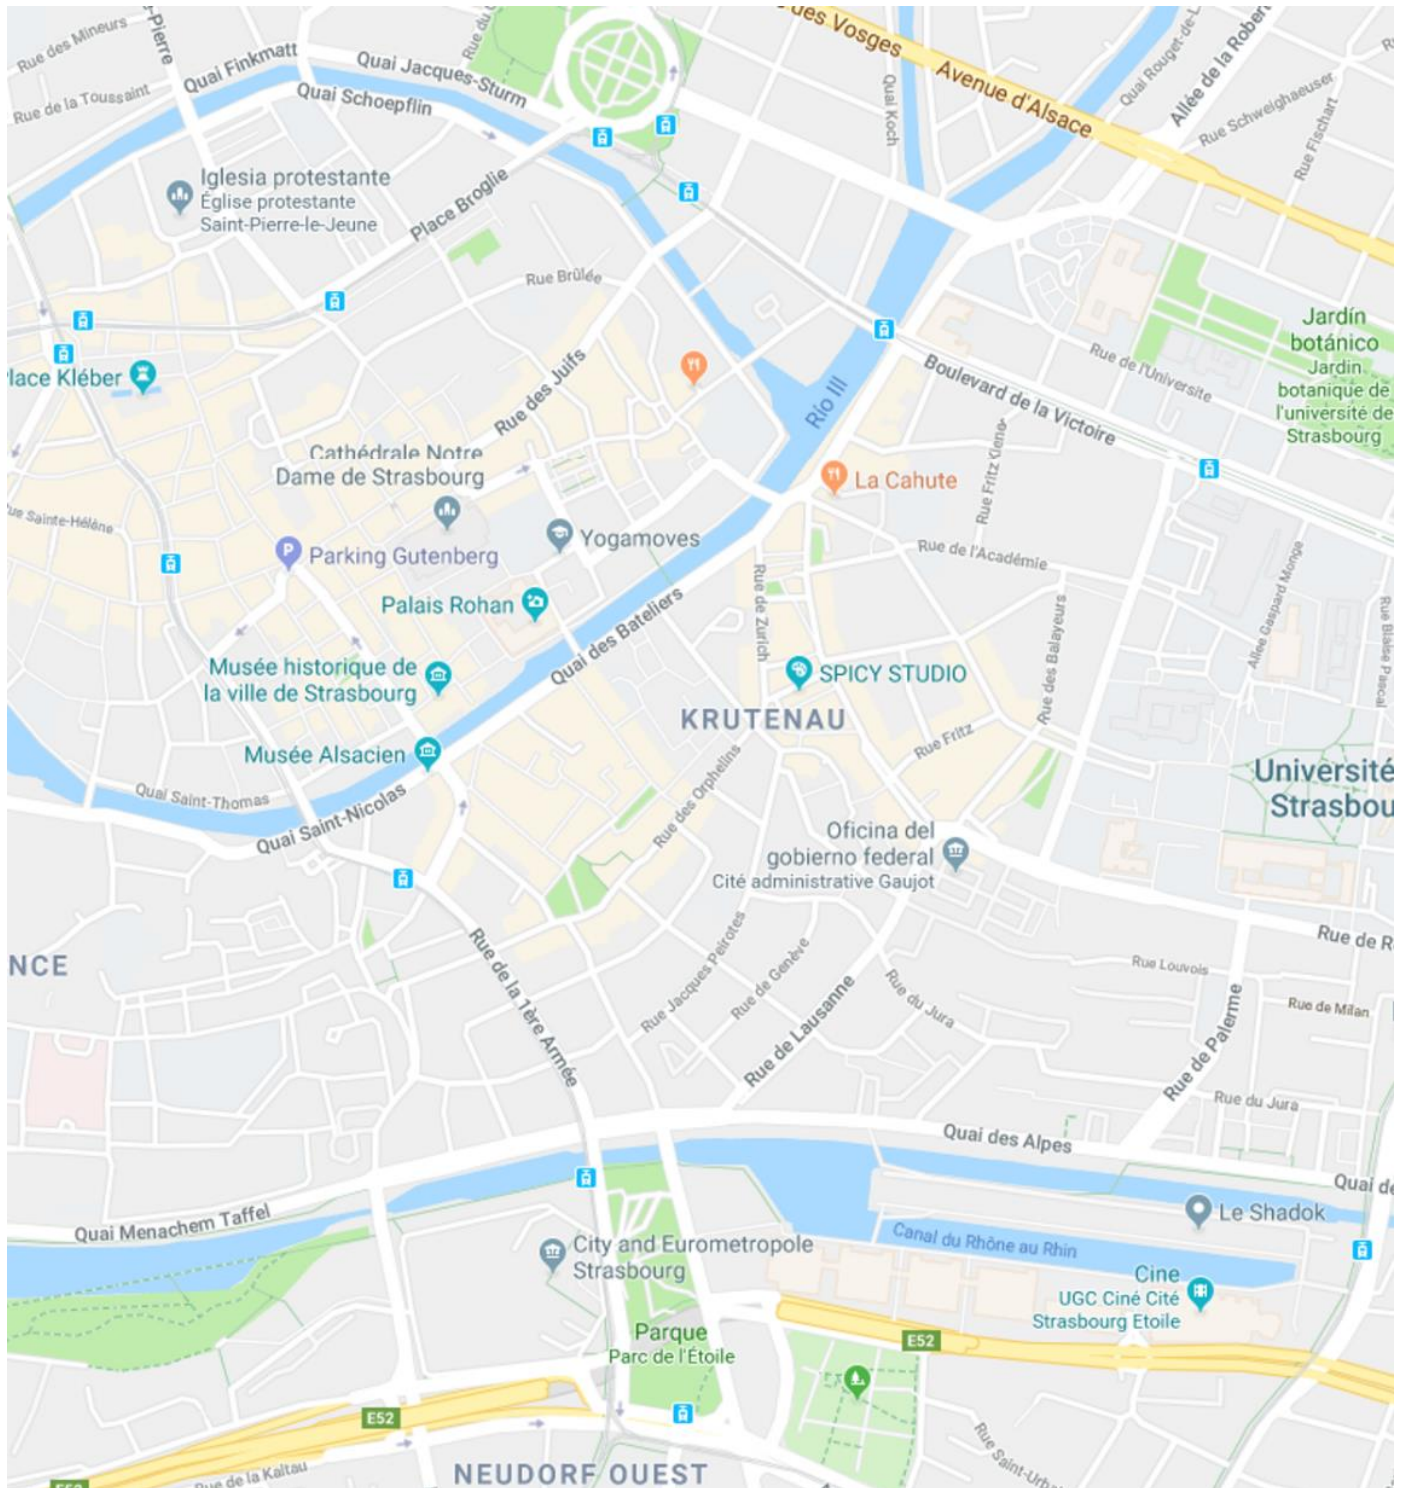 Rue des Mineurs
-Pierre
Quai Finkmatt
Quai Jacques-Sturm
Rue du
des Vosges
Avenue d'Alsace
Quai Rouget-de-L
Allée de la Robert
Rue de la Toussaint
Quai Schoepflin
Quai Koch
Rue Schweighaeuser
Rue Fischart
Iglesia protestante
Église protestante
Saint-Pierre-le-Jeune
Place Broglie
Rue Brûlée
Jardín
botánico
Jardin
botanique de
l'université de
Strasbourg
Rue de l'Universite
lace Kléber
Rue des Juifs
Río Ill
Boulevard de la Victoire
Cathédrale Notre
Dame de Strasbourg
La Cahute
Rue Fritz Kiener
ue Sainte-Hélène
Parking Gutenberg
Yogamoves
Rue de l'Académie
Allee Gaspard Monge
Palais Rohan
Quai des Bateliers
Rue de Zurich
Rue des Balayeurs
Rue Blaise Pascal
Musée historique de
la ville de Strasbourg
SPICY STUDIO
KRUTENAU
Rue Fritz
Musée Alsacien
Université
Strasbou
Quai Saint-Thomas
Quai Saint-Nicolas
Rue des Orphelins
Oficina del
gobierno federal
Cité administrative Gaujot
NCE
Rue de la 1ère Armée
Rue Jacques Peirotes
Rue de Genève
Rue de Lausanne
Rue du Jura
Rue Louvois
Rue de R
Rue de Milan
Rue de Palerme
Rue du Jura
Quai des Alpes
Quai de
Quai Menachem Taffel
Le Shadok
City and Eurometropole
Strasbourg
Canal du Rhône au Rhin
Cine
UGC Ciné Cité
Strasbourg Etoile
Parque
Parc de l'Étoile
E52
E52
Rue de la Kaltau
NEUDORF OUEST
Rue Saint-Urba